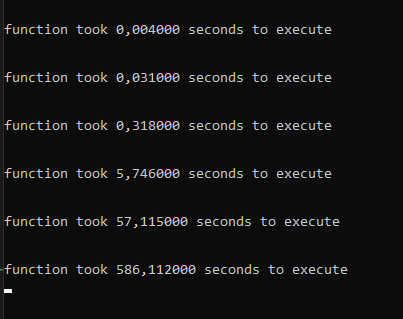 function took 0,004000 seconds to execute
function took 0,031000 seconds to execute
function took 0,318000 seconds to execute
function took 5,746000 seconds to execute
function took 57,115000 seconds to execute
function took 586,112000 seconds to execute